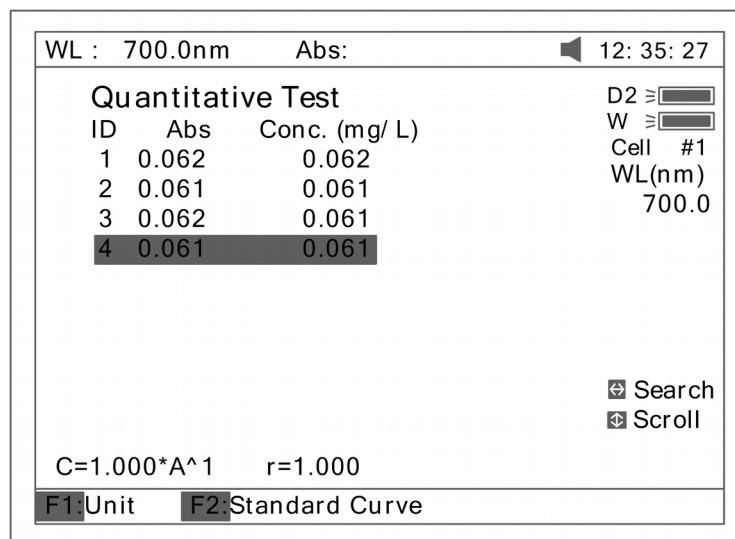 WL : 700.0nm Abs: 12: 35: 27
Quantitative Test
ID Abs Conc. (mg/ L)
1 0.062 0.062
2 0.061 0.061
3 0.062 0.061
4 0.061 0.061
D2
W
Cell #1
WL(nm)
700.0
Search
Scroll
C=1.000*A^ 1 r=1.000
F1:Unit F2:Standard Curve